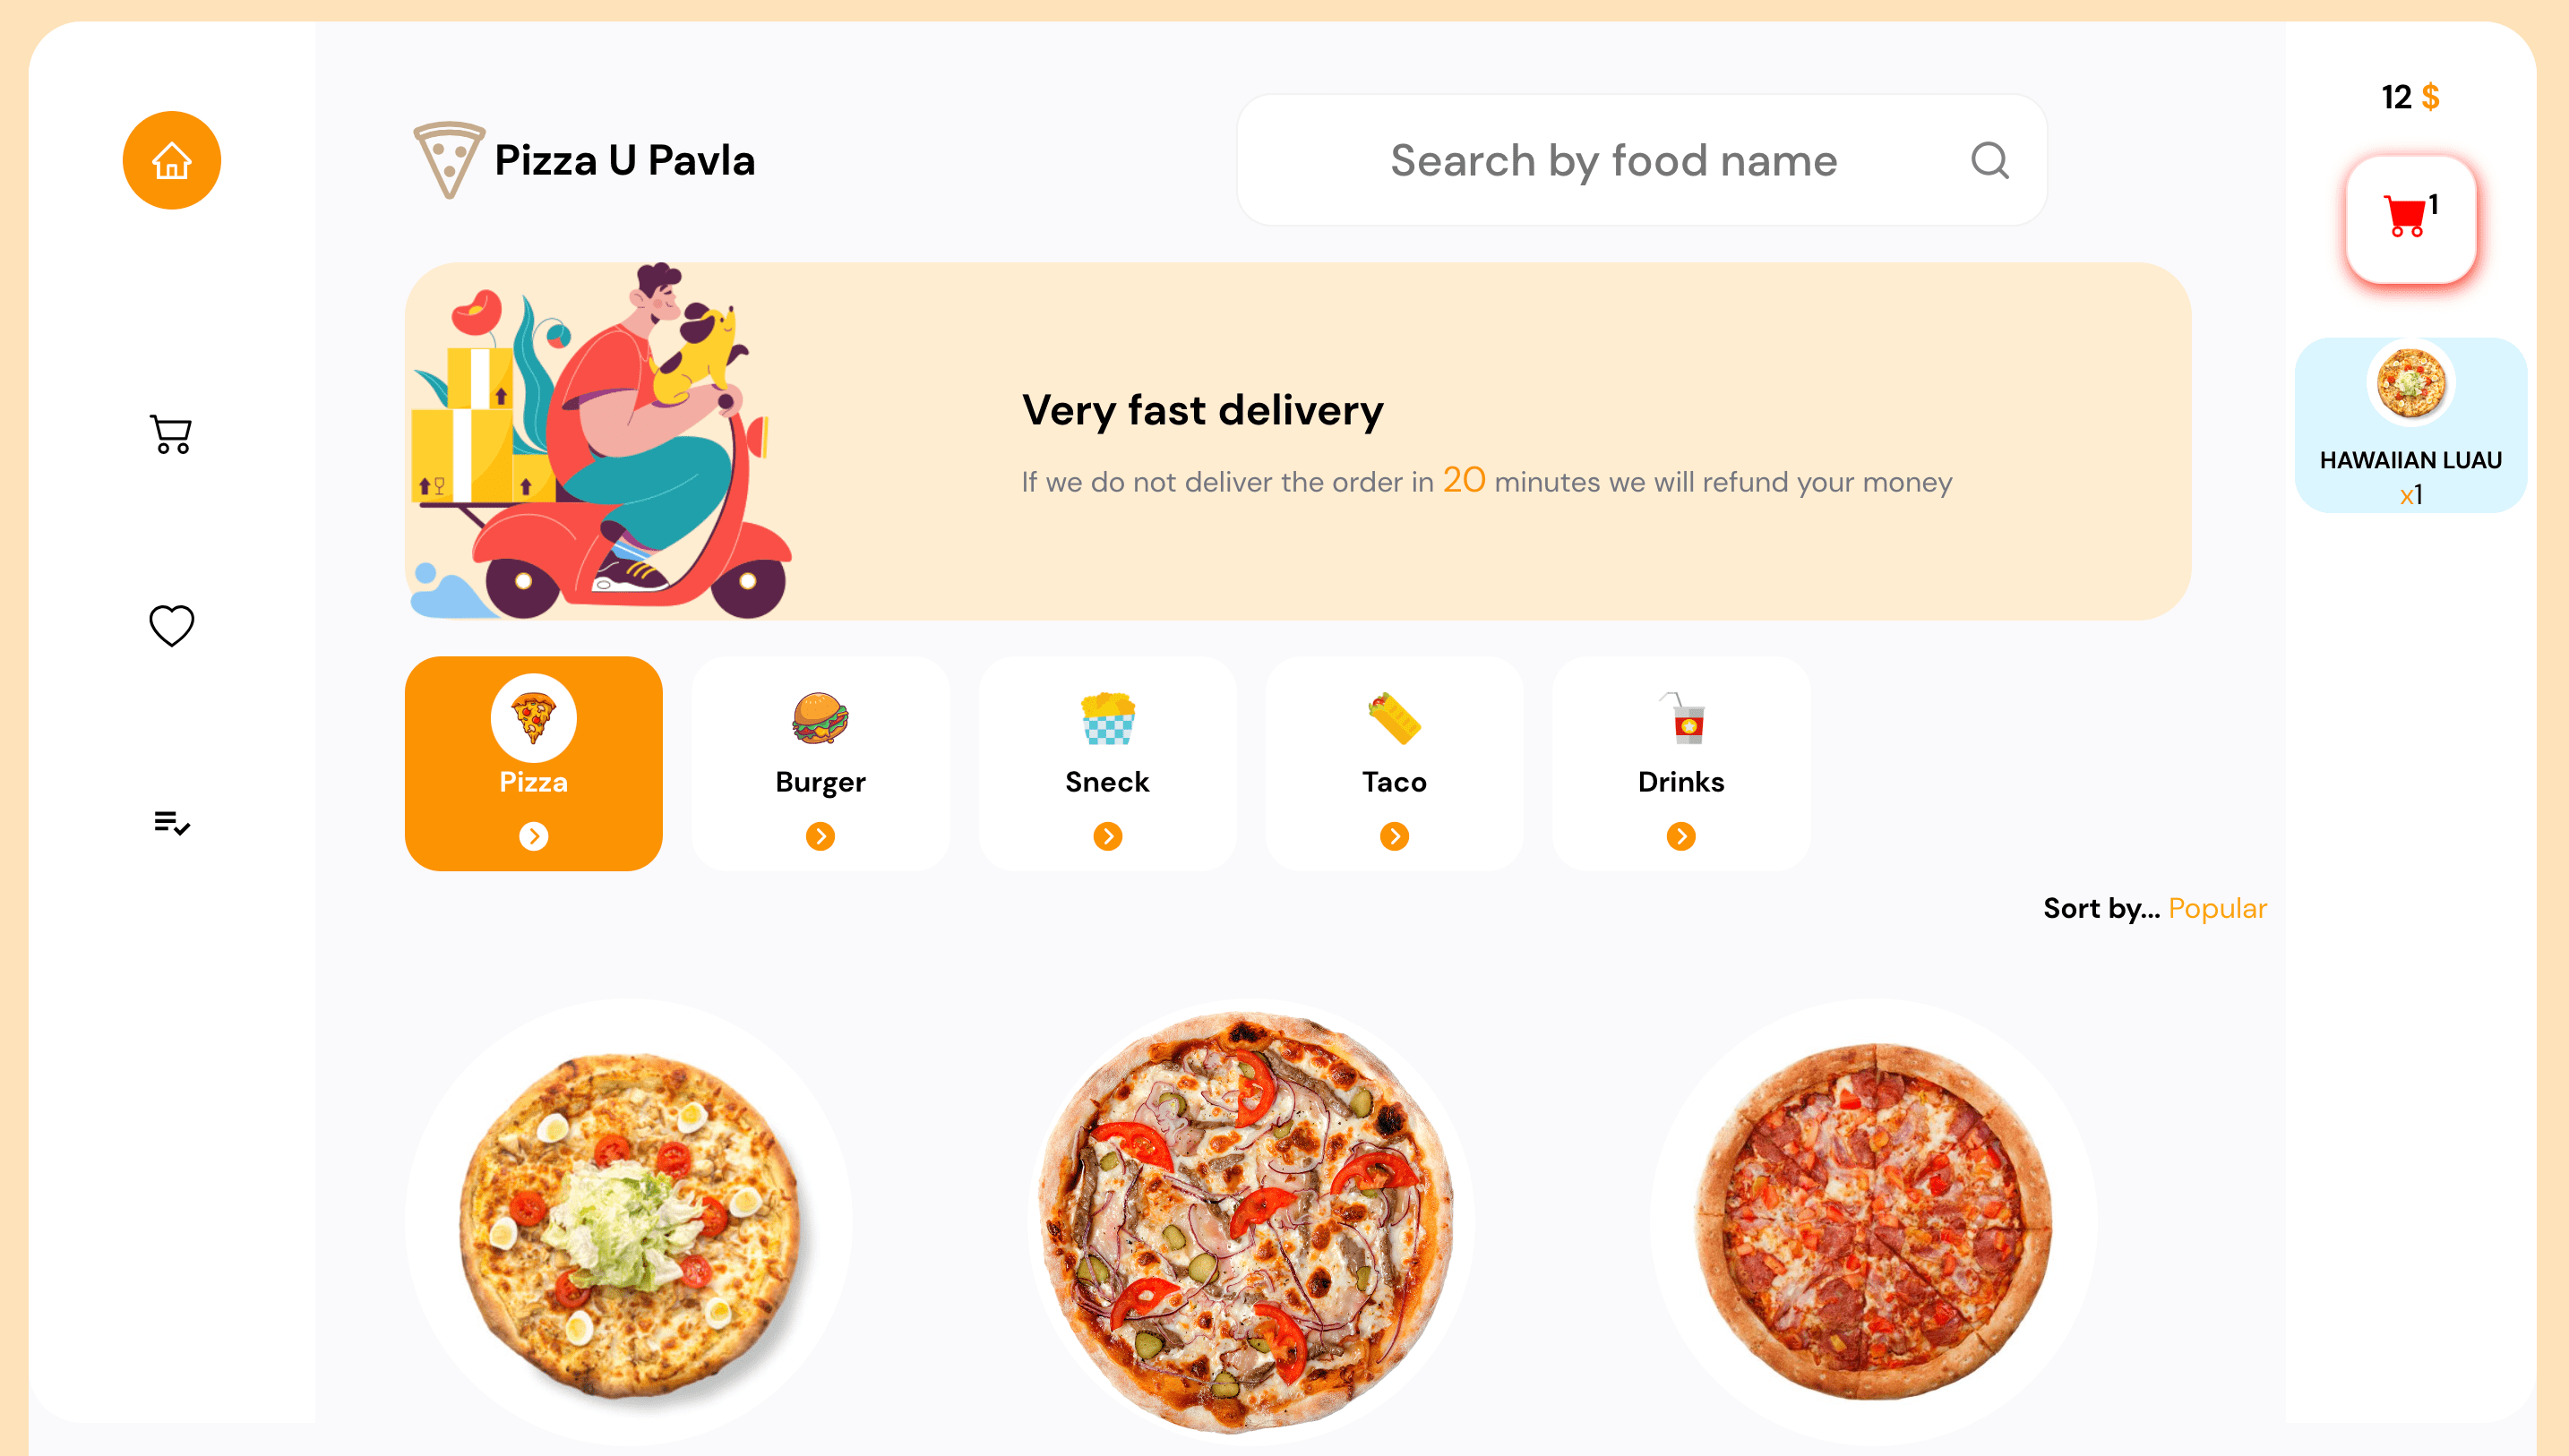 Pizza U Pavla
Search by food name
12 $
1
HAWAIIAN LUAU
x1
Very fast delivery
If we do not deliver the order in 20 minutes we will refund your money
Pizza
Burger
Sneck
Taco
Drinks
Sort by... Popular